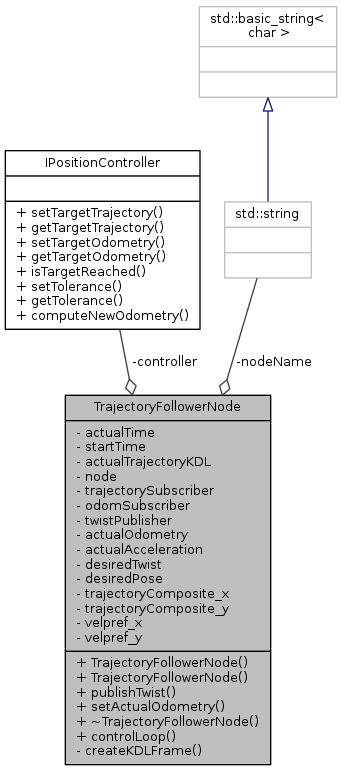 std::basic_string<
char >
IPositionController
+ setTargetTrajectory()
+ getTargetTrajectory()
+ setTargetOdometry()
+ getTargetOdometry()
+ isTargetReached()
+ setTolerance()
+ getTolerance()
+ computeNewOdometry()
std::string
-controller
-nodeName
TrajectoryFollowerNode
- actualTime
- startTime
- actualTrajectoryKDL
- node
- trajectorySubscriber
- odomSubscriber
- twistPublisher
- actualOdometry
- actualAcceleration
- desiredTwist
- desiredPose
- trajectoryComposite_x
- trajectoryComposite_y
- velpref_x
- velpref_y
+ TrajectoryFollowerNode()
+ TrajectoryFollowerNode()
+ publishTwist()
+ setActualOdometry()
+ ~TrajectoryFollowerNode()
+ controlLoop()
- createKDLFrame()